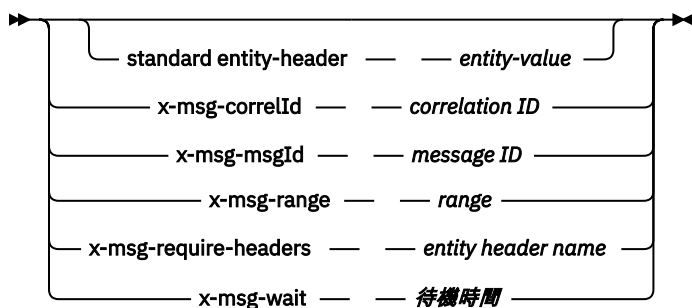 standard entity-header — entity-value
x-msg-correlId — correlation ID
x-msg-msgId — message ID
x-msg-range — range
x-msg-require-headers — entity header name
x-msg-wait — 待機時間